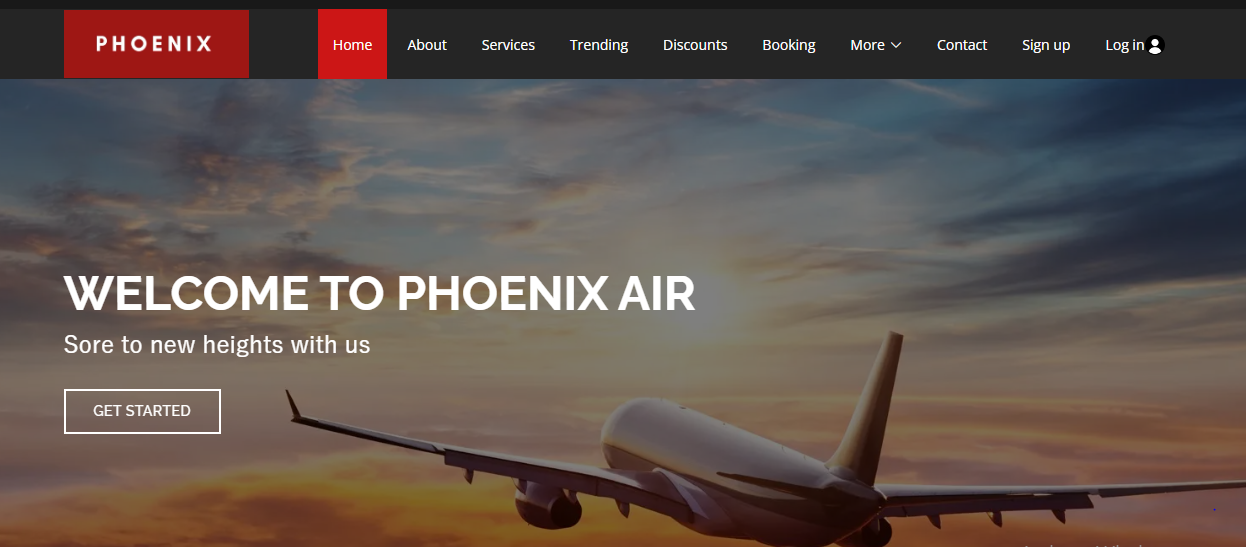 PHOENIX
Home
About
Services
Trending
Discounts
Booking
More
Contact
Sign up
Log in
WELCOME TO PHOENIX AIR
Sore to new heights with us
GET STARTED